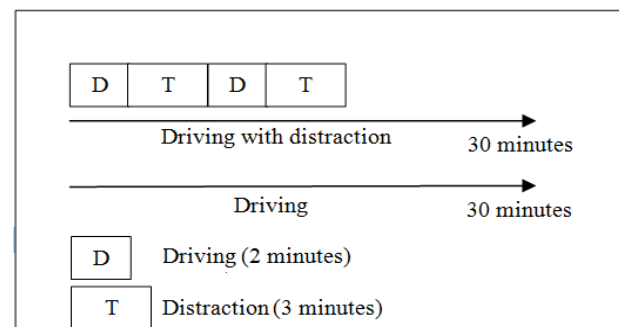 D T D T
Driving with distraction 30 minutes
Driving 30 minutes
D Driving (2 minutes)
T Distraction (3 minutes)